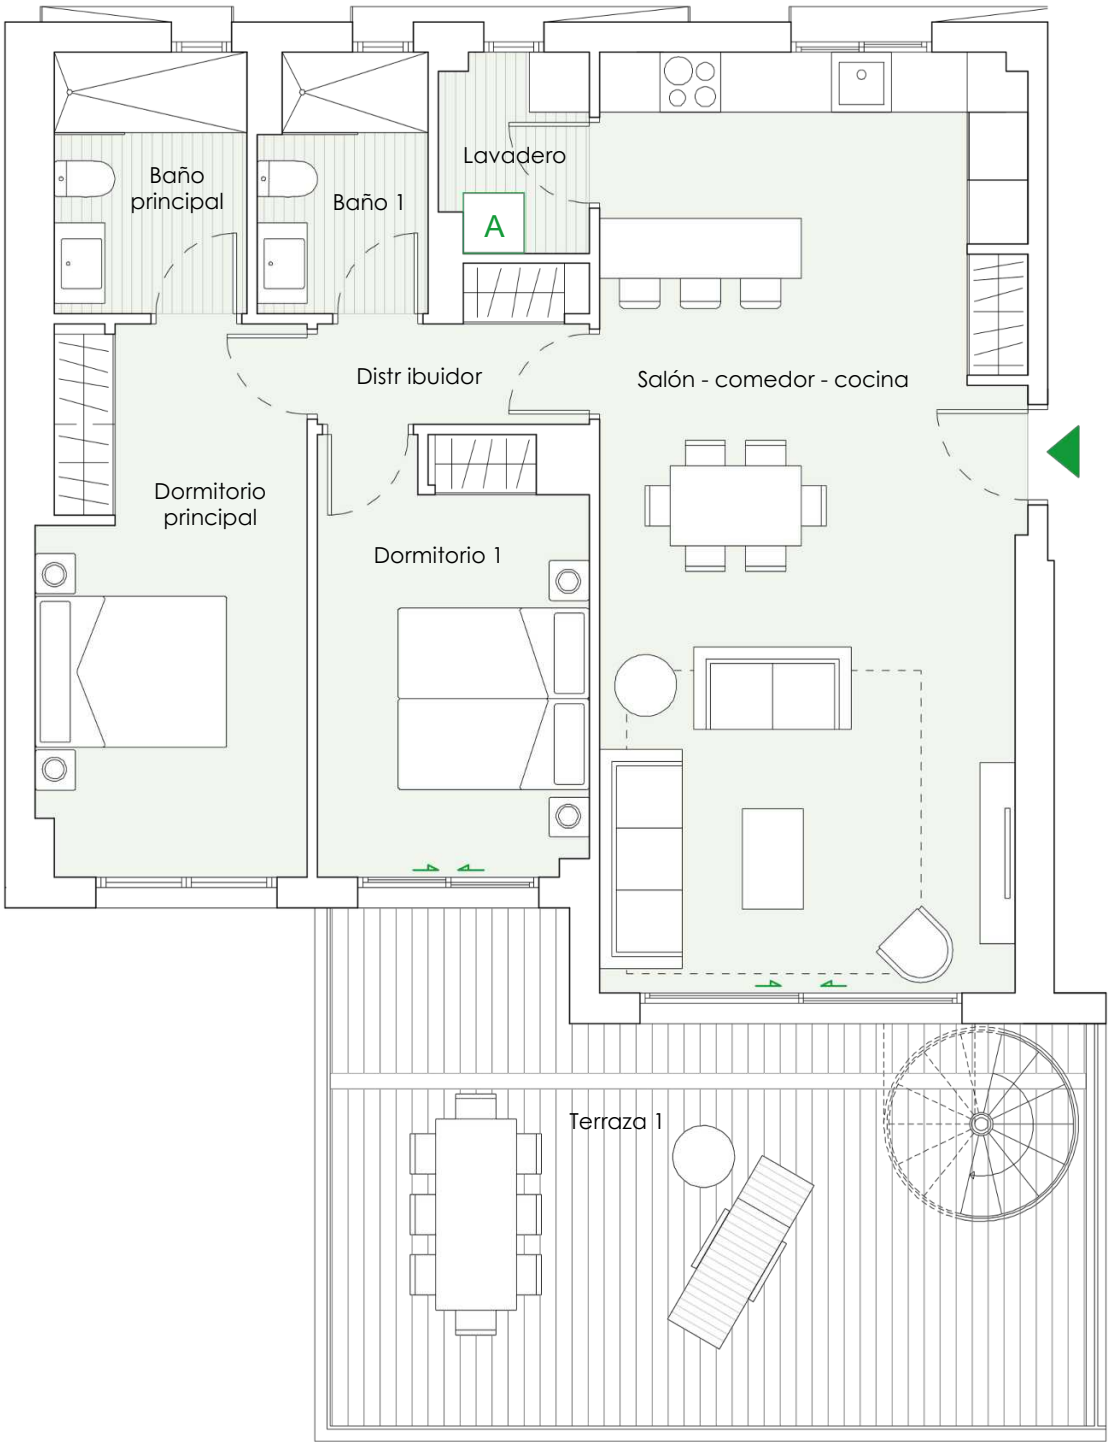 Lavadero
Baño
principal
Baño 1
A
Distr ibuidor
Salón - comedor - cocina
Dormitorio
principal
Dormitorio 1
Terraza 1